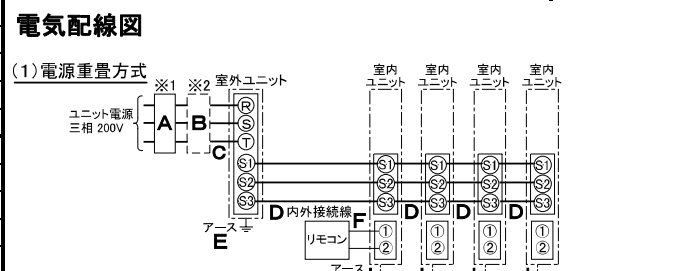 電気配線図
(1)電源重畳方式
※1 ※2 室外ユニット 室内ユニット 室内ユニット 室内ユニット 室内ユニット
ユニット電源
三相 200V
A B
R
S
T
C
S1 S1 S1 S1 S1
S2 S2 S2 S2 S2
S3 S3 S3 S3 S3
D 内外接続線 F D D D
アース
E
リモコン
① ① ① ①
② ② ② ②
アース